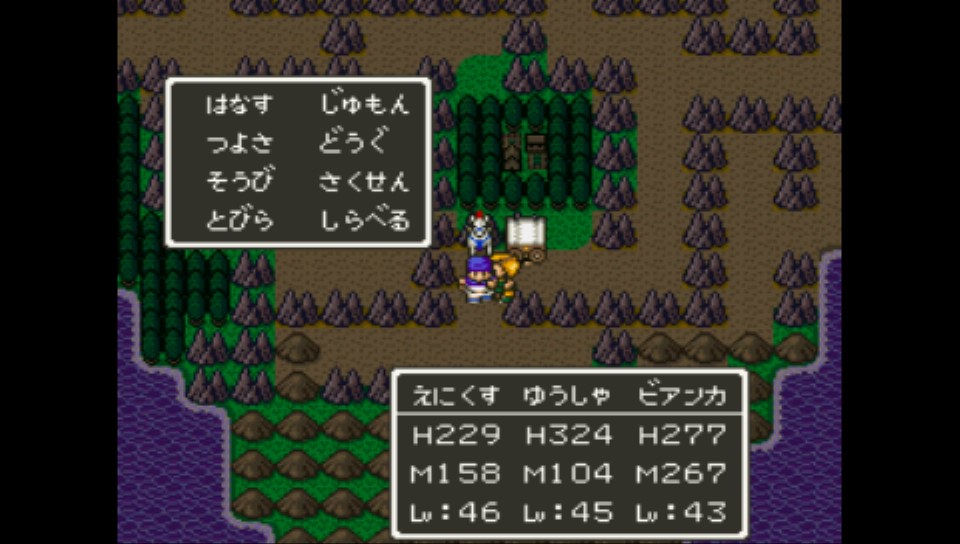 はなす じゅもん
つよさ どうぐ
そうび さくせん
とびら しらべる
えにくす ゆうしゃ ビアンカ
H229 H324 H277
M158 M104 M267
Lv:46 Lv:45 Lv:43